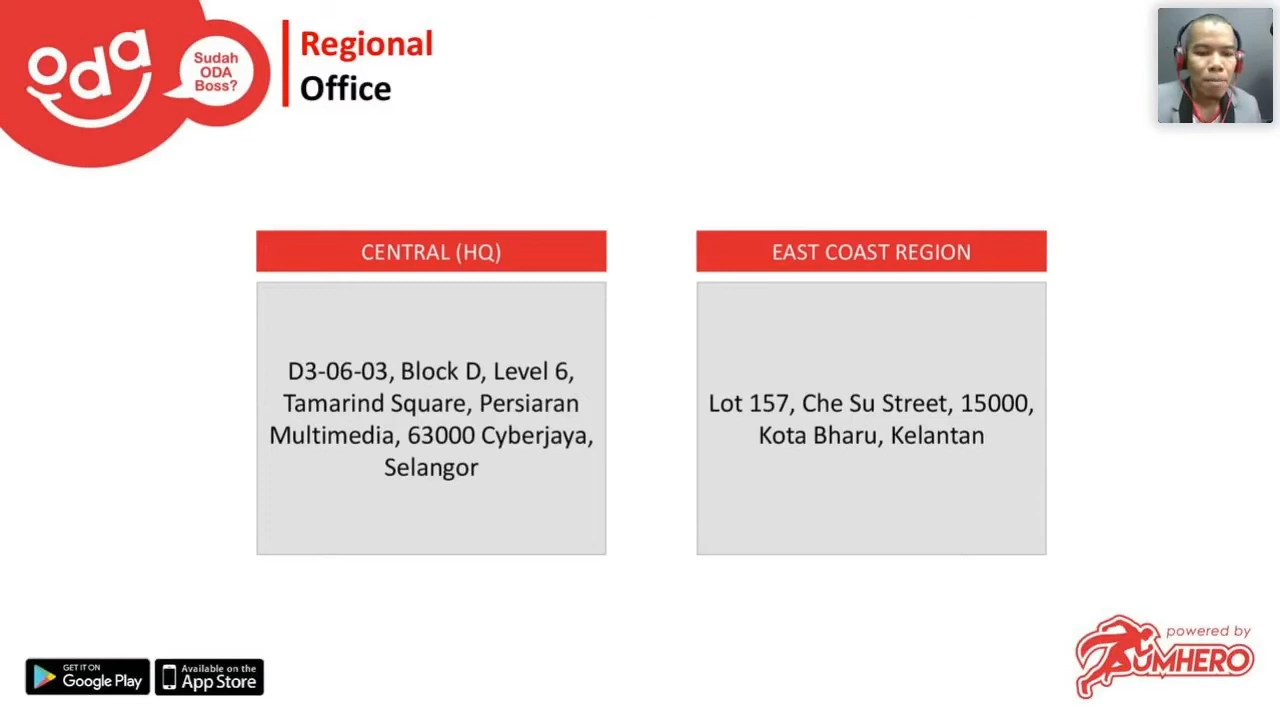 oda
Sudah
ODA
Boss?
Regional
Office
CENTRAL (HQ)
D3-06-03, Block D, Level 6,
Tamarind Square, Persiaran
Multimedia, 63000 Cyberjaya,
Selangor
EAST COAST REGION
Lot 157, Che Su Street, 15000,
Kota Bharu, Kelantan
GET IT ON
Google Play
Available on the
App Store
powered by
RUMHERO